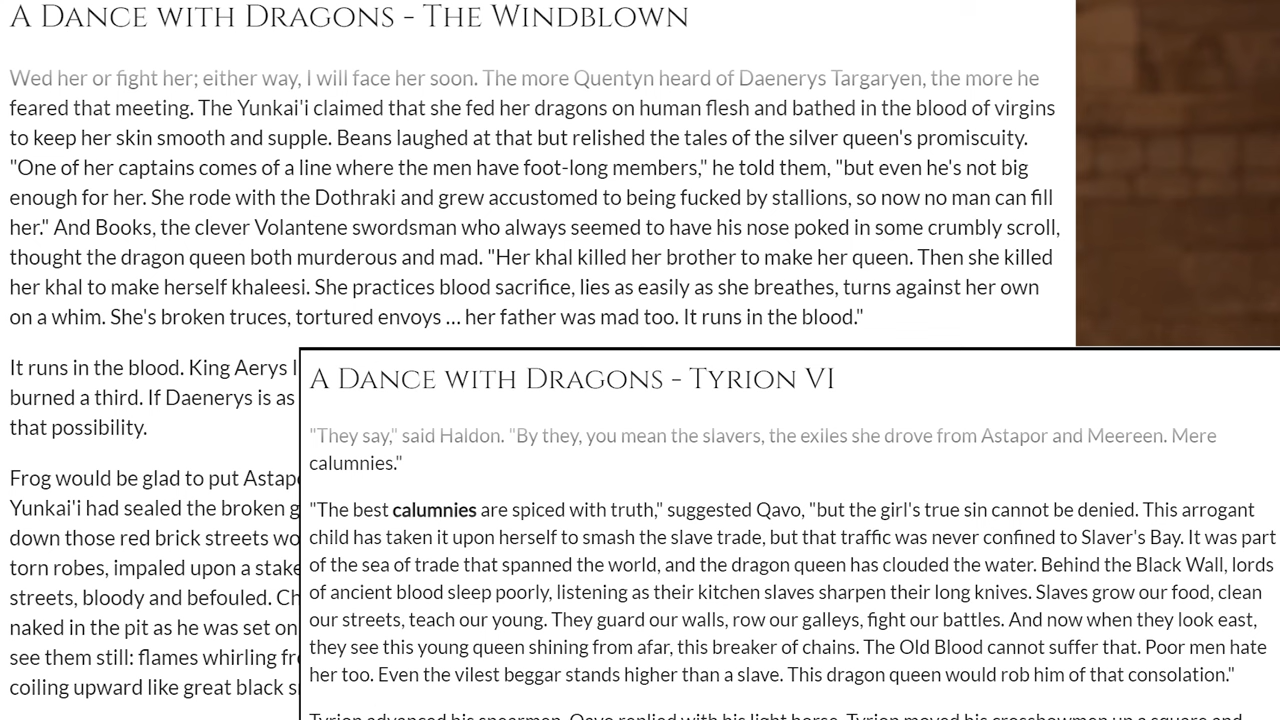 A Dance with Dragons - The Windblown
Wed her or fight her; either way, I will face her soon. The more Quentyn heard of Daenerys Targaryen, the more he
feared that meeting. The Yunkai'i claimed that she fed her dragons on human flesh and bathed in the blood of virgins
to keep her skin smooth and supple. Beans laughed at that but relished the tales of the silver queen's promiscuity.
"One of her captains comes of a line where the men have foot-long members," he told them, "but even he's not big
enough for her. She rode with the Dothraki and grew accustomed to being fucked by stallions, so now no man can fill
her." And Books, the clever Volantene swordsman who always seemed to have his nose poked in some crumbly scroll,
thought the dragon queen both murderous and mad. "Her khal killed her brother to make her queen. Then she killed
her khal to make herself khaleesi. She practices blood sacrifice, lies as easily as she breathes, turns against her own
on a whim. She's broken truces, tortured envoys ... her father was mad too. It runs in the blood."
It runs in the blood. King Aerys I
burned a third. If Daenerys is as
that possibility.
Frog would be glad to put Astap
Yunkai'i had sealed the broken g
down those red brick streets wo
torn robes, impaled upon a stake
streets, bloody and befouled. Ch
naked in the pit as he was set on
see them still: flames whirling fr
coiling upward like great black s
A Dance with Dragons - Tyrion VI
"They say," said Haldon. "By they, you mean the slavers, the exiles she drove from Astapor and Meereen. Mere
calumnies."
"The best calumnies are spiced with truth," suggested Qavo, "but the girl's true sin cannot be denied. This arrogant
child has taken it upon herself to smash the slave trade, but that traffic was never confined to Slaver's Bay. It was part
of the sea of trade that spanned the world, and the dragon queen has clouded the water. Behind the Black Wall, lords
of ancient blood sleep poorly, listening as their kitchen slaves sharpen their long knives. Slaves grow our food, clean
our streets, teach our young. They guard our walls, row our galleys, fight our battles. And now when they look east,
they see this young queen shining from afar, this breaker of chains. The Old Blood cannot suffer that. Poor men hate
her too. Even the vilest beggar stands higher than a slave. This dragon queen would rob him of that consolation."
Tyrion advanced his spearmen. Qavo replied with his light horse. Tyrion moved his crossbowmen up a square and